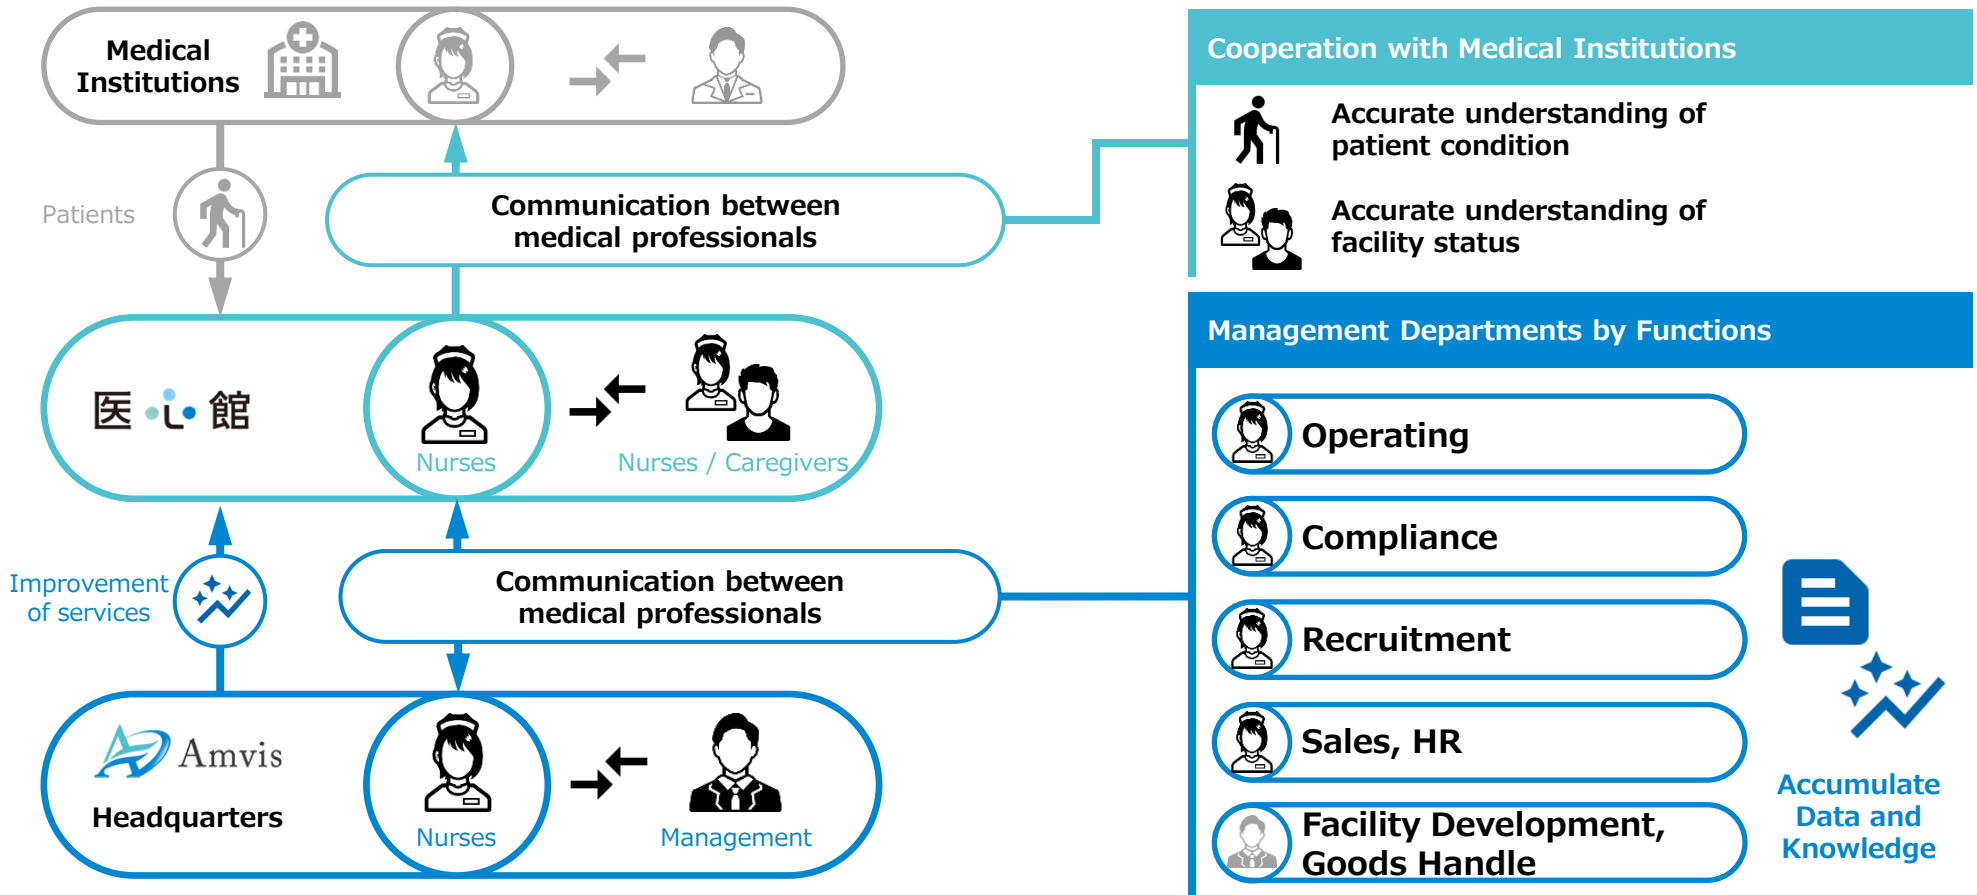 Medical
Institutions
Patients
Communication between
medical professionals
医心館
Nurses
Nurses / Caregivers
Improvement
of services
Communication between
medical professionals
Amvis
Headquarters
Nurses
Management
Cooperation with Medical Institutions
Accurate understanding of
patient condition
Accurate understanding of
facility status
Management Departments by Functions
Operating
Compliance
Recruitment
Sales, HR
Facility Development,
Goods Handle
Accumulate
Data and
Knowledge